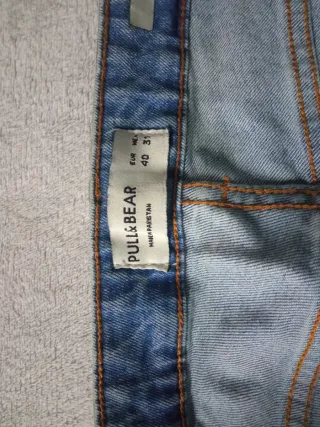 PULL&BEAR
EUR MEX
40 31
MADE IN PAKISTAN